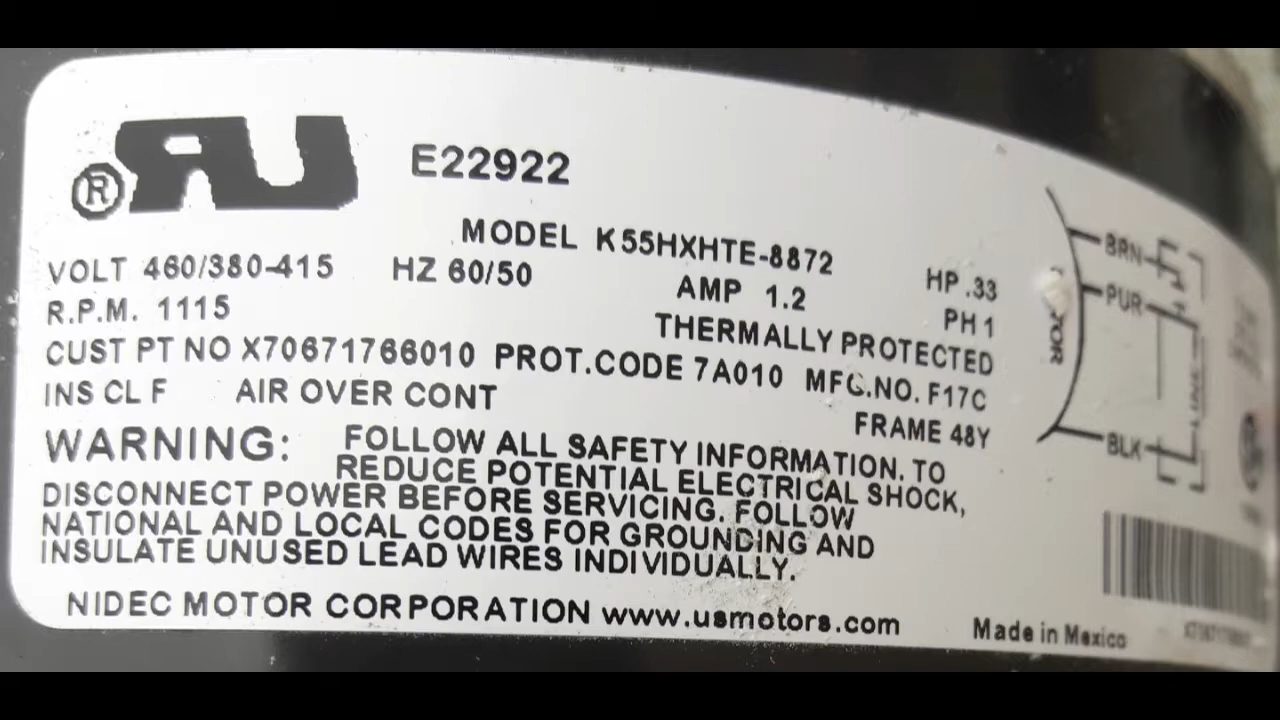 ® UR E22922
MODEL K55HXHTE-8872
VOLT 460/380-415 HZ 60/50 AMP 1.2 HP .33
R.P.M. 1115 PH 1
THERMALLY PROTECTED
CUST PT NO X70671766010 PROT.CODE 7A010 MFG.NO. F17C
INS CL F AIR OVER CONT FRAME 48Y
WARNING: FOLLOW ALL SAFETY INFORMATION. TO
REDUCE POTENTIAL ELECTRICAL SHOCK,
DISCONNECT POWER BEFORE SERVICING. FOLLOW
NATIONAL AND LOCAL CODES FOR GROUNDING AND
INSULATE UNUSED LEAD WIRES INDIVIDUALLY.
NIDEC MOTOR CORPORATION www.usmotors.com
Made in Mexico
BRN
PUR
BLK